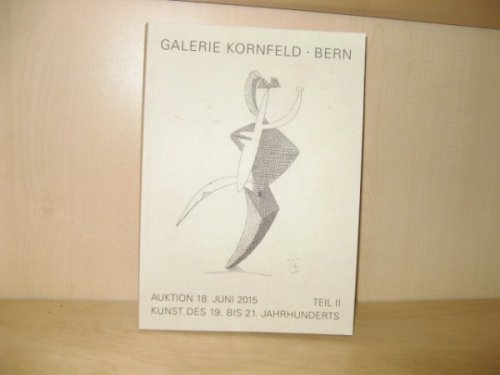 GALERIE KORNFELD · BERN
AUKTION 18. JUNI 2015 TEIL II
KUNST DES 19. BIS 21. JAHRHUNDERTS